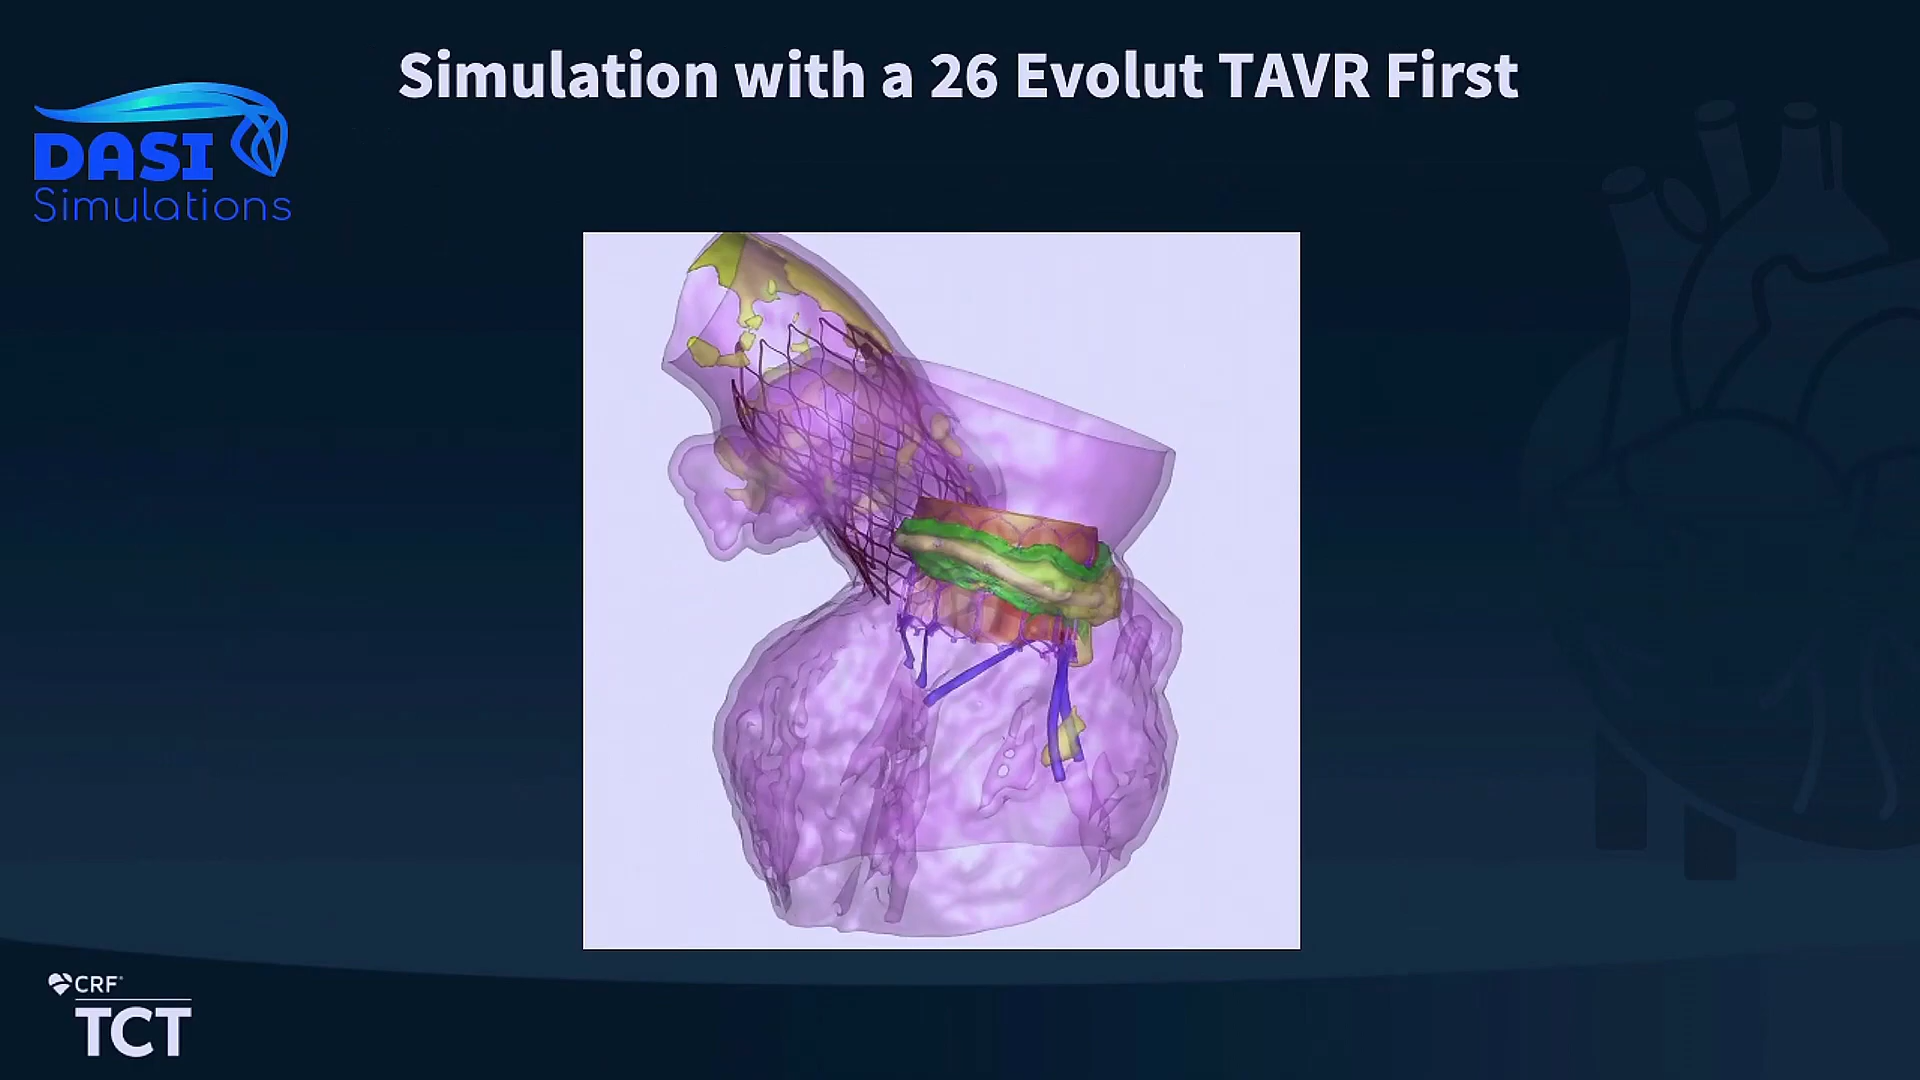 Simulation with a 26 Evolut TAVR First
DASI
Simulations
CRF®
TCT